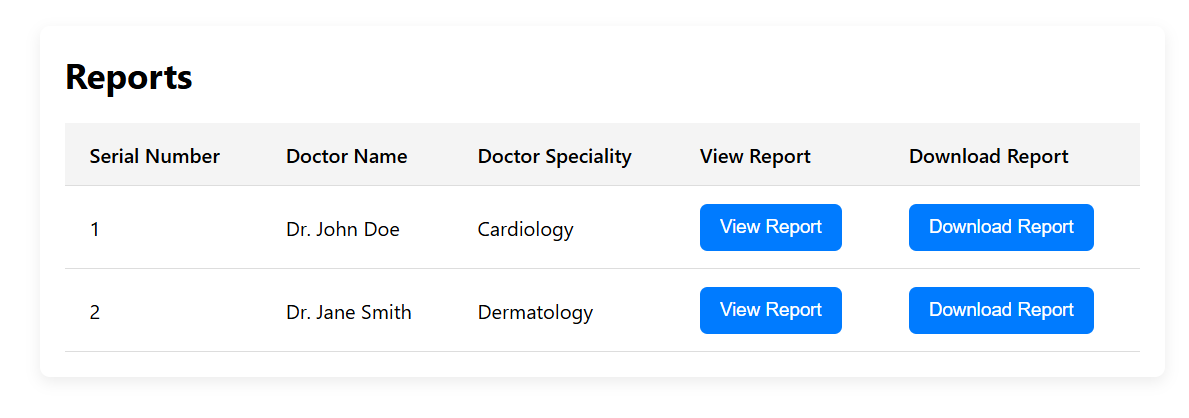 Reports
Serial Number Doctor Name Doctor Speciality View Report Download Report
1 Dr. John Doe Cardiology View Report Download Report
2 Dr. Jane Smith Dermatology View Report Download Report